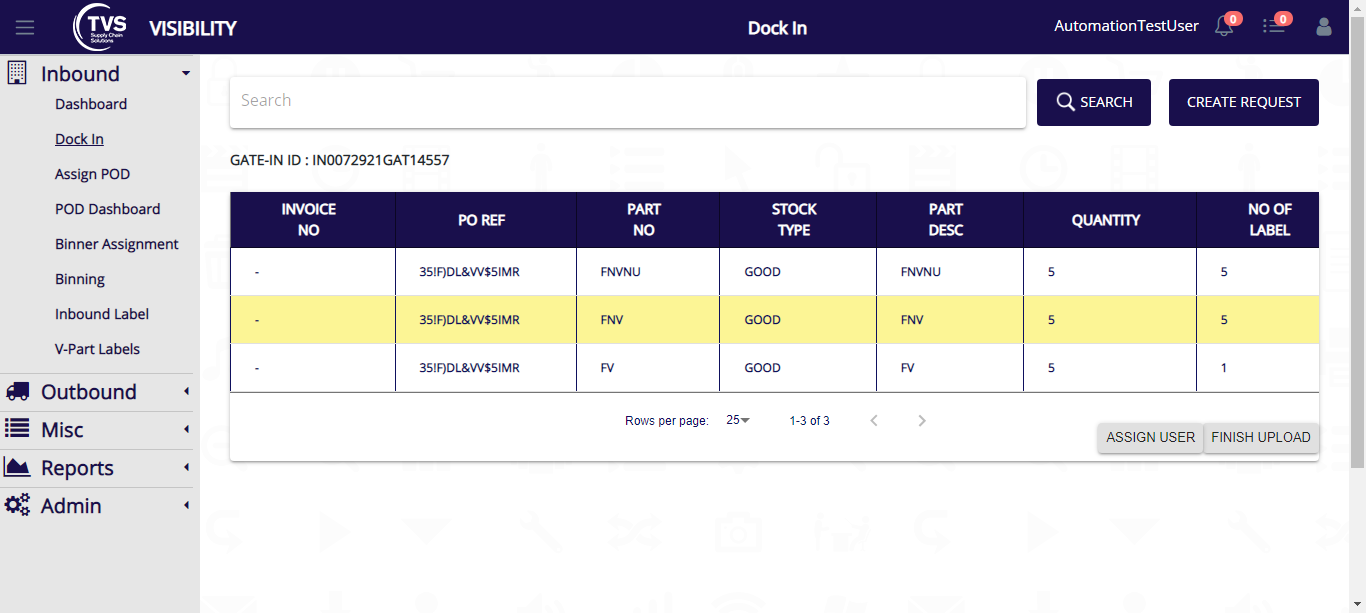 TVS
Supply Chain
Solutions
VISIBILITY
Dock In
AutomationTestUser
0
0
Inbound
Dashboard
Dock In
Assign POD
POD Dashboard
Binner Assignment
Binning
Inbound Label
V-Part Labels
Outbound
Misc
Reports
Admin
Search
SEARCH
CREATE REQUEST
GATE-IN ID : IN0072921GAT14557
INVOICE NO PO REF PART NO STOCK TYPE PART DESC QUANTITY NO OF LABEL
- 35!F)DL&VV$5IMR FNVNU GOOD FNVNU 5 5
- 35!F)DL&VV$5IMR FNV GOOD FNV 5 5
- 35!F)DL&VV$5IMR FV GOOD FV 5 1
Rows per page: 25 1-3 of 3
ASSIGN USER FINISH UPLOAD